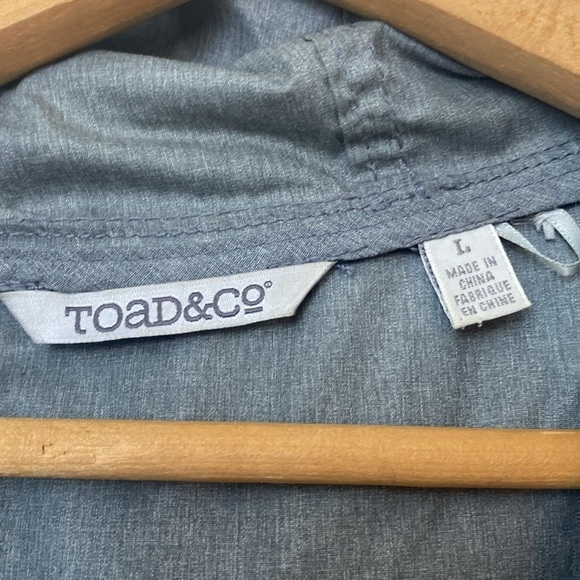 TOaD&Co®
L
MADE IN
CHINA
FABRIQUE
EN CHINE